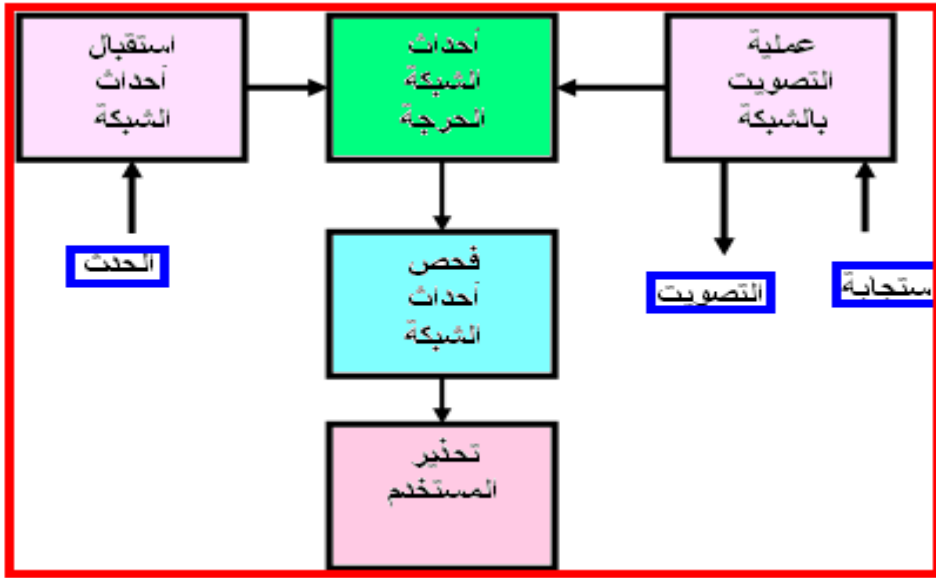 عملية
التصويت
بالشبكة
أحداث
الشبكة
الحرجة
استقبال
أحداث
الشبكة
الحدث
التصويت
ستجابة
فحص
أحداث
الشبكة
تحذير
المستخدم